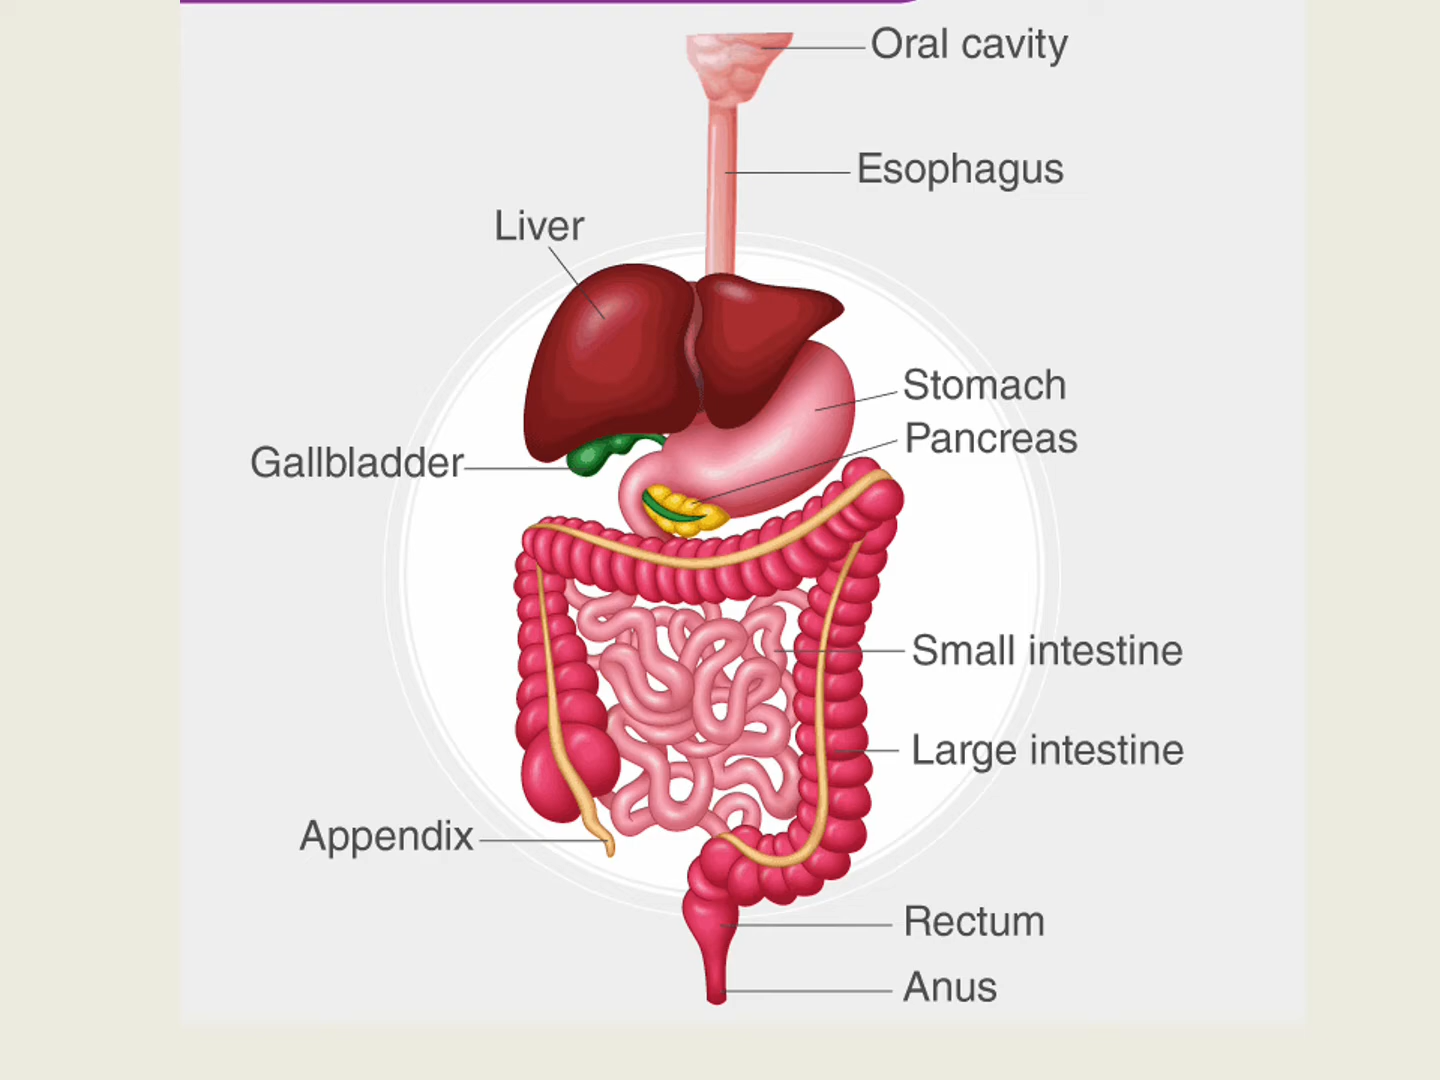 Oral cavity
Esophagus
Liver
Stomach
Pancreas
Gallbladder
Small intestine
Large intestine
Appendix
Rectum
Anus